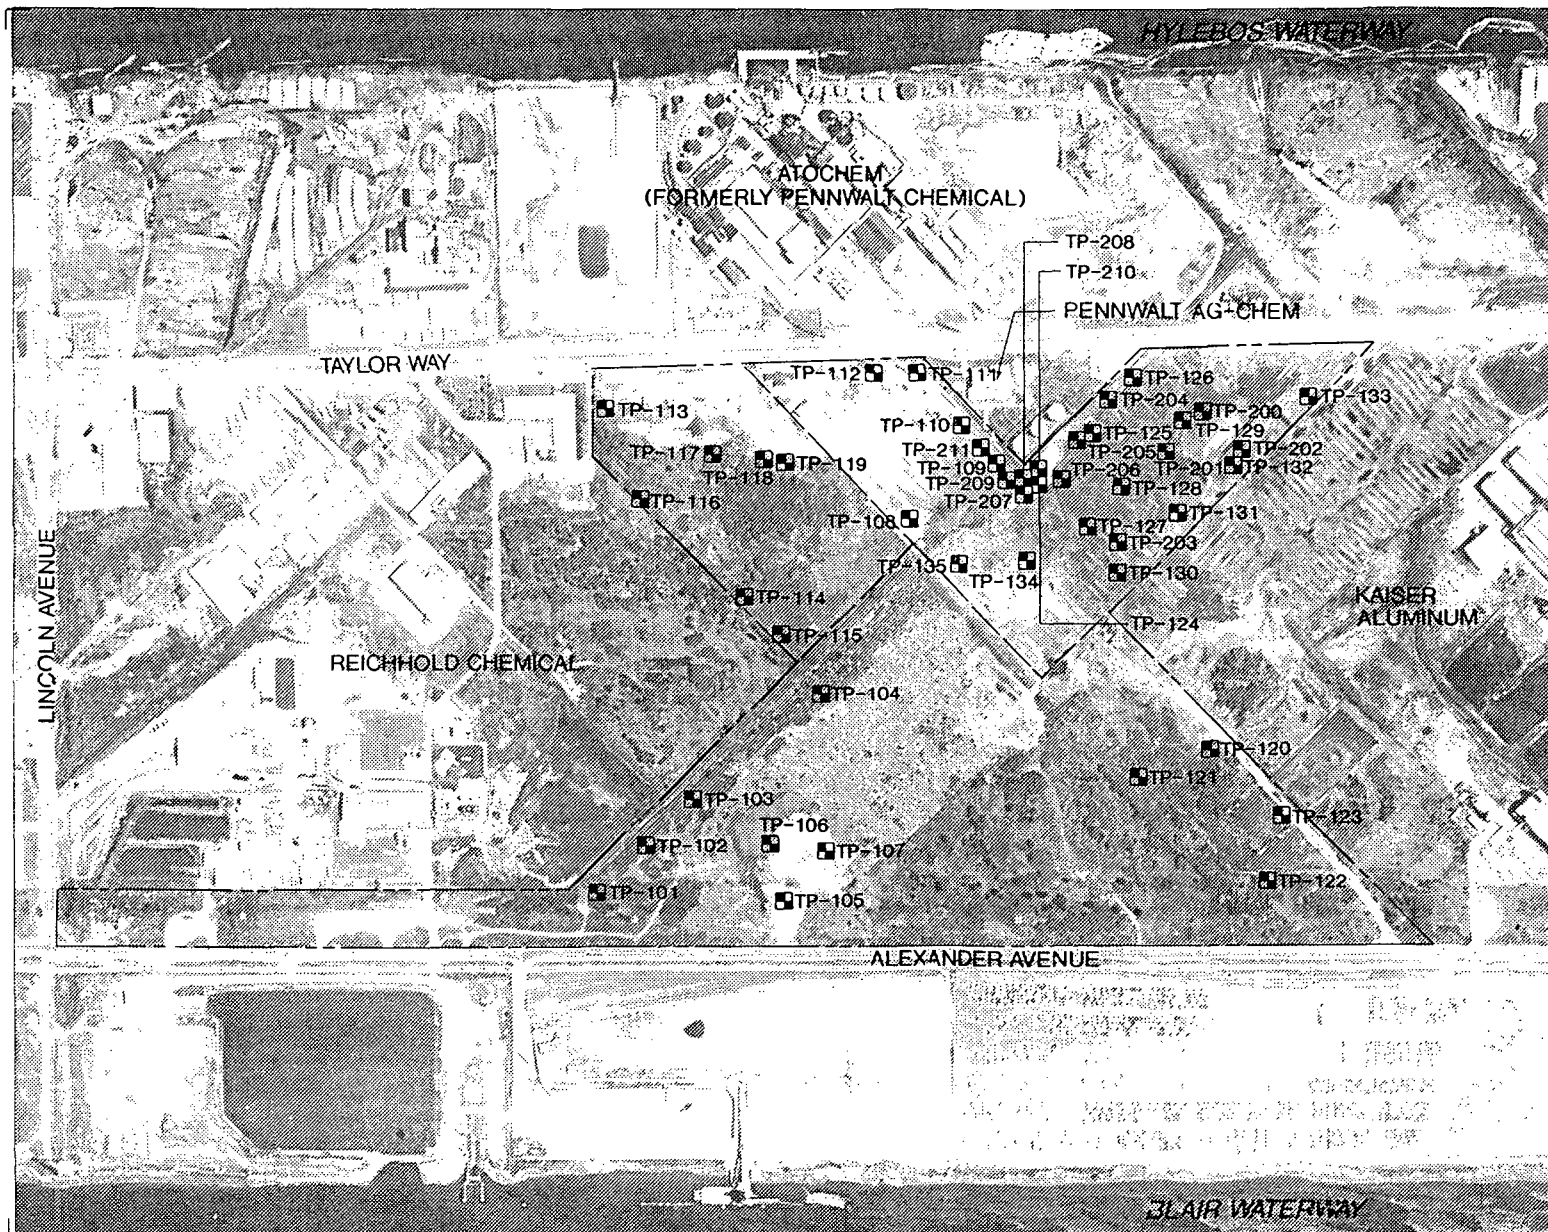 HYLEBOS WATERWAY
ATOCHEM
(FORMERLY PENNWALT CHEMICAL)
TP-208
TP-210
PENNWALT AG-CHEM
TAYLOR WAY
TP-112
TP-111
TP-126
TP-133
TP-113
TP-204
TP-200
TP-110
TP-129
TP-125
TP-117
TP-211
TP-205
TP-202
TP-118
TP-119
TP-109
TP-206
TP-201
TP-132
TP-209
TP-128
TP-116
TP-207
TP-108
TP-131
TP-127
TP-203
TP-135
TP-134
TP-130
TP-114
KAISER
ALUMINUM
TP-124
TP-115
LINCOLN AVENUE
REICHHOLD CHEMICAL
TP-104
TP-120
TP-121
TP-103
TP-123
TP-106
TP-102
TP-107
TP-122
TP-101
TP-105
ALEXANDER AVENUE
BLAIR WATERWAY